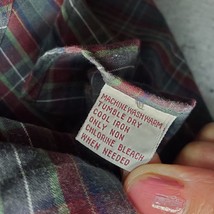 MACHINE WASH WARM
TUMBLE DRY
COOL IRON
ONLY NON
CHLORINE BLEACH
WHEN NEEDED